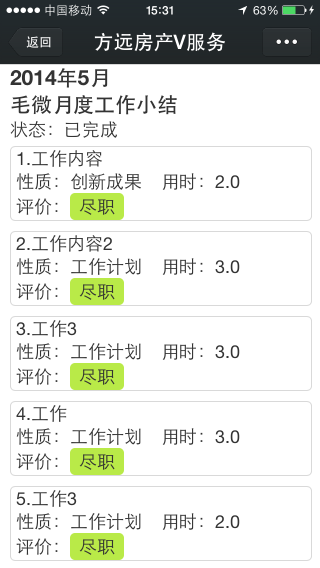 中国移动 15:31 63%
返回 方远房产V服务
2014年5月
毛微月度工作小结
状态：已完成
1.工作内容
性质：创新成果 用时：2.0
评价：尽职
2.工作内容2
性质：工作计划 用时：3.0
评价：尽职
3.工作3
性质：工作计划 用时：3.0
评价：尽职
4.工作
性质：工作计划 用时：3.0
评价：尽职
5.工作3
性质：工作计划 用时：2.0
评价：尽职